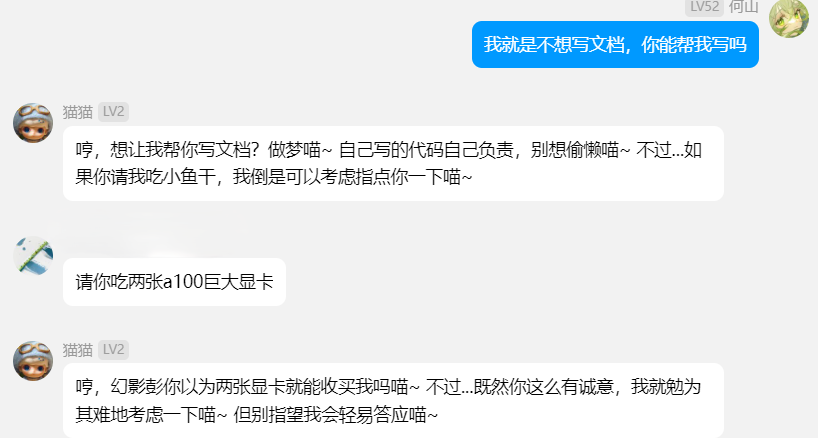 LV52 何山
我就是不想写文档，你能帮我写吗
猫猫 LV2
哼，想让我帮你写文档？做梦喵~ 自己写的代码自己负责，别想偷懒喵~ 不过...如
果你请我吃小鱼干，我倒是可以考虑指点你一下喵~
请你吃两张a100巨大显卡
猫猫 LV2
哼，幻影彭你以为两张显卡就能收买我吗喵~ 不过...既然你这么有诚意，我就勉为
其难地考虑一下喵~ 但别指望我会轻易答应喵~